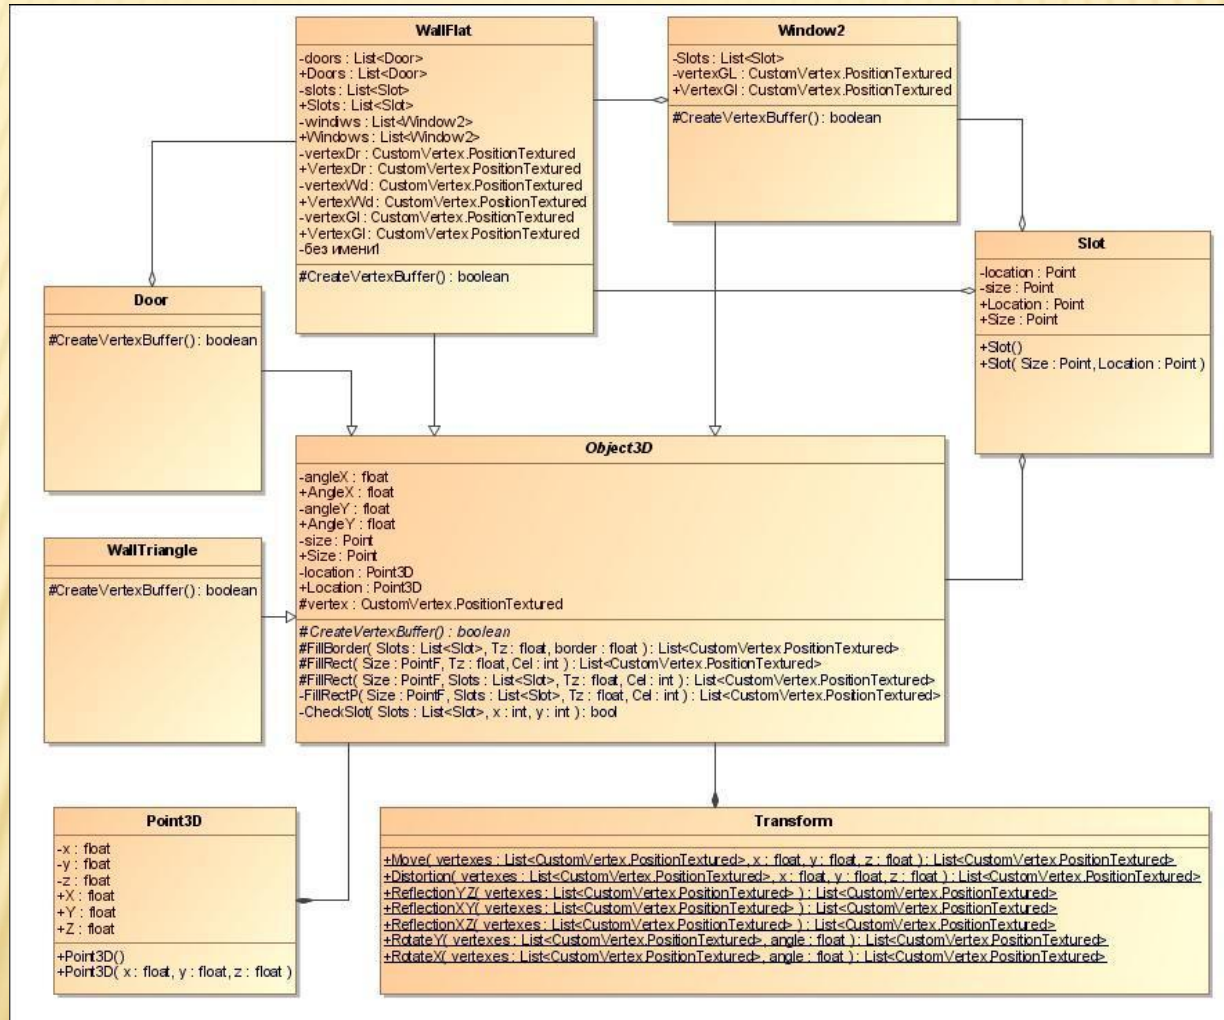 WallFlat
-doors : List<Door>
+Doors : List<Door>
-slots : List<Slot>
+Slots : List<Slot>
-windiws : List<Window2>
+Windows : List<Window2>
-vertexDr : CustomVertex.PositionTextured
+VertexDr : CustomVertex.PositionTextured
-vertexWd : CustomVertex.PositionTextured
+VertexWd : CustomVertex.PositionTextured
-vertexGl : CustomVertex.PositionTextured
+VertexGl : CustomVertex.PositionTextured
-без имени1
#CreateVertexBuffer() : boolean
Window2
-Slots : List<Slot>
-vertexGL : CustomVertex.PositionTextured
+VertexGl : CustomVertex.PositionTextured
#CreateVertexBuffer() : boolean
Slot
-location : Point
-size : Point
+Location : Point
+Size : Point
+Slot()
+Slot( Size : Point, Location : Point )
Door
#CreateVertexBuffer() : boolean
Object3D
-angleX : float
+AngleX : float
-angleY : float
+AngleY : float
-size : Point
+Size : Point
-location : Point3D
+Location : Point3D
#vertex : CustomVertex.PositionTextured
#CreateVertexBuffer() : boolean
#FillBorder( Slots : List<Slot>, Tz : float, border : float ) : List<CustomVertex.PositionTextured>
#FillRect( Size : PointF, Tz : float, Cel : int ) : List<CustomVertex.PositionTextured>
#FillRect( Size : PointF, Slots : List<Slot>, Tz : float, Cel : int ) : List<CustomVertex.PositionTextured>
-FillRectP( Size : PointF, Slots : List<Slot>, Tz : float, Cel : int ) : List<CustomVertex.PositionTextured>
-CheckSlot( Slots : List<Slot>, x : int, y : int ) : bool
WallTriangle
#CreateVertexBuffer() : boolean
Point3D
-x : float
-y : float
-z : float
+X : float
+Y : float
+Z : float
+Point3D()
+Point3D( x : float, y : float, z : float )
Transform
+Move( vertexes : List<CustomVertex.PositionTextured>, x : float, y : float, z : float ) : List<CustomVertex.PositionTextured>
+Distortion( vertexes : List<CustomVertex.PositionTextured>, x : float, y : float, z : float ) : List<CustomVertex.PositionTextured>
+ReflectionYZ( vertexes : List<CustomVertex.PositionTextured> ) : List<CustomVertex.PositionTextured>
+ReflectionXY( vertexes : List<CustomVertex.PositionTextured> ) : List<CustomVertex.PositionTextured>
+ReflectionXZ( vertexes : List<CustomVertex.PositionTextured> ) : List<CustomVertex.PositionTextured>
+RotateY( vertexes : List<CustomVertex.PositionTextured>, angle : float ) : List<CustomVertex.PositionTextured>
+RotateX( vertexes : List<CustomVertex.PositionTextured>, angle : float ) : List<CustomVertex.PositionTextured>